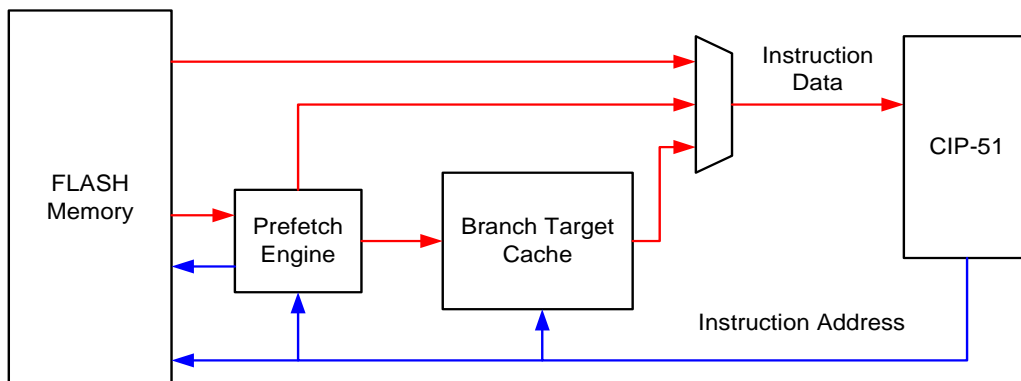 Instruction
Data
CIP-51
FLASH
Memory
Prefetch
Engine
Branch Target
Cache
Instruction Address